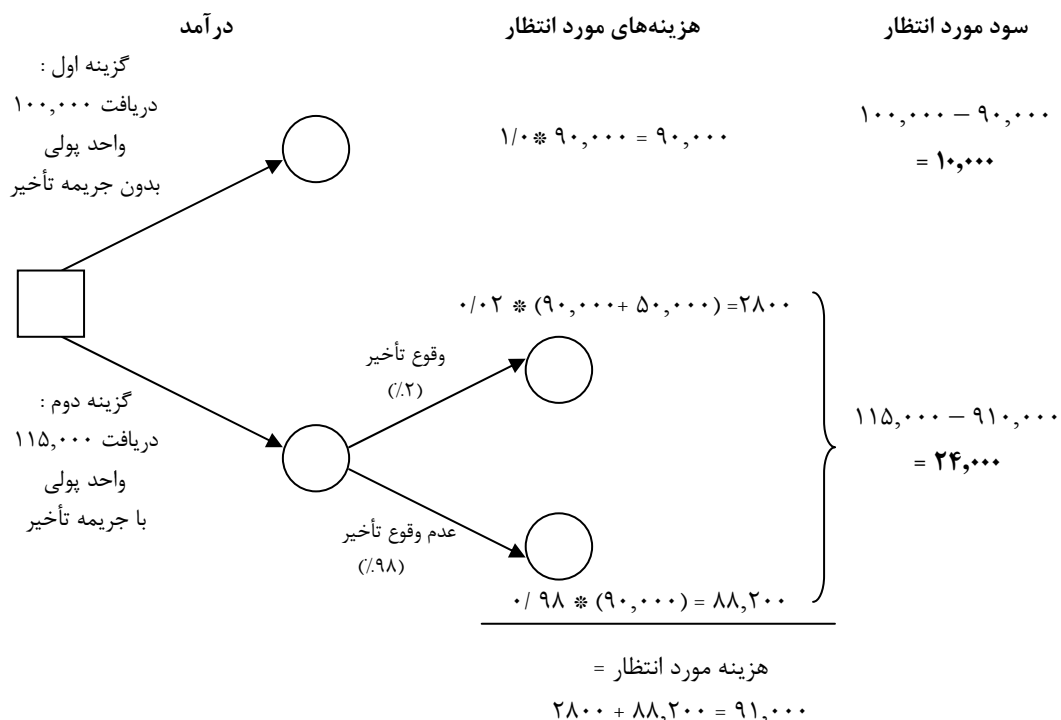 درآمد
هزینه‌های مورد انتظار
سود مورد انتظار
گزینه اول :
دریافت ۱۰۰,۰۰۰
واحد پولی
بدون جریمه تأخیر
۱/۰* ۹۰,۰۰۰ = ۹۰,۰۰۰
۱۰۰,۰۰۰ – ۹۰,۰۰۰
= ۱۰,۰۰۰
۰/۰۲ * (۹۰,۰۰۰+ ۵۰,۰۰۰) =۲۸۰۰
وقوع تأخیر
(٪۲)
گزینه دوم :
دریافت ۱۱۵,۰۰۰
واحد پولی
با جریمه تأخیر
۱۱۵,۰۰۰ – ۹۱۰,۰۰۰
= ۲۴,۰۰۰
عدم وقوع تأخیر
(٪۹۸)
۰/ ۹۸ * (۹۰,۰۰۰) = ۸۸,۲۰۰
هزینه مورد انتظار =
۲۸۰۰ + ۸۸,۲۰۰ = ۹۱,۰۰۰